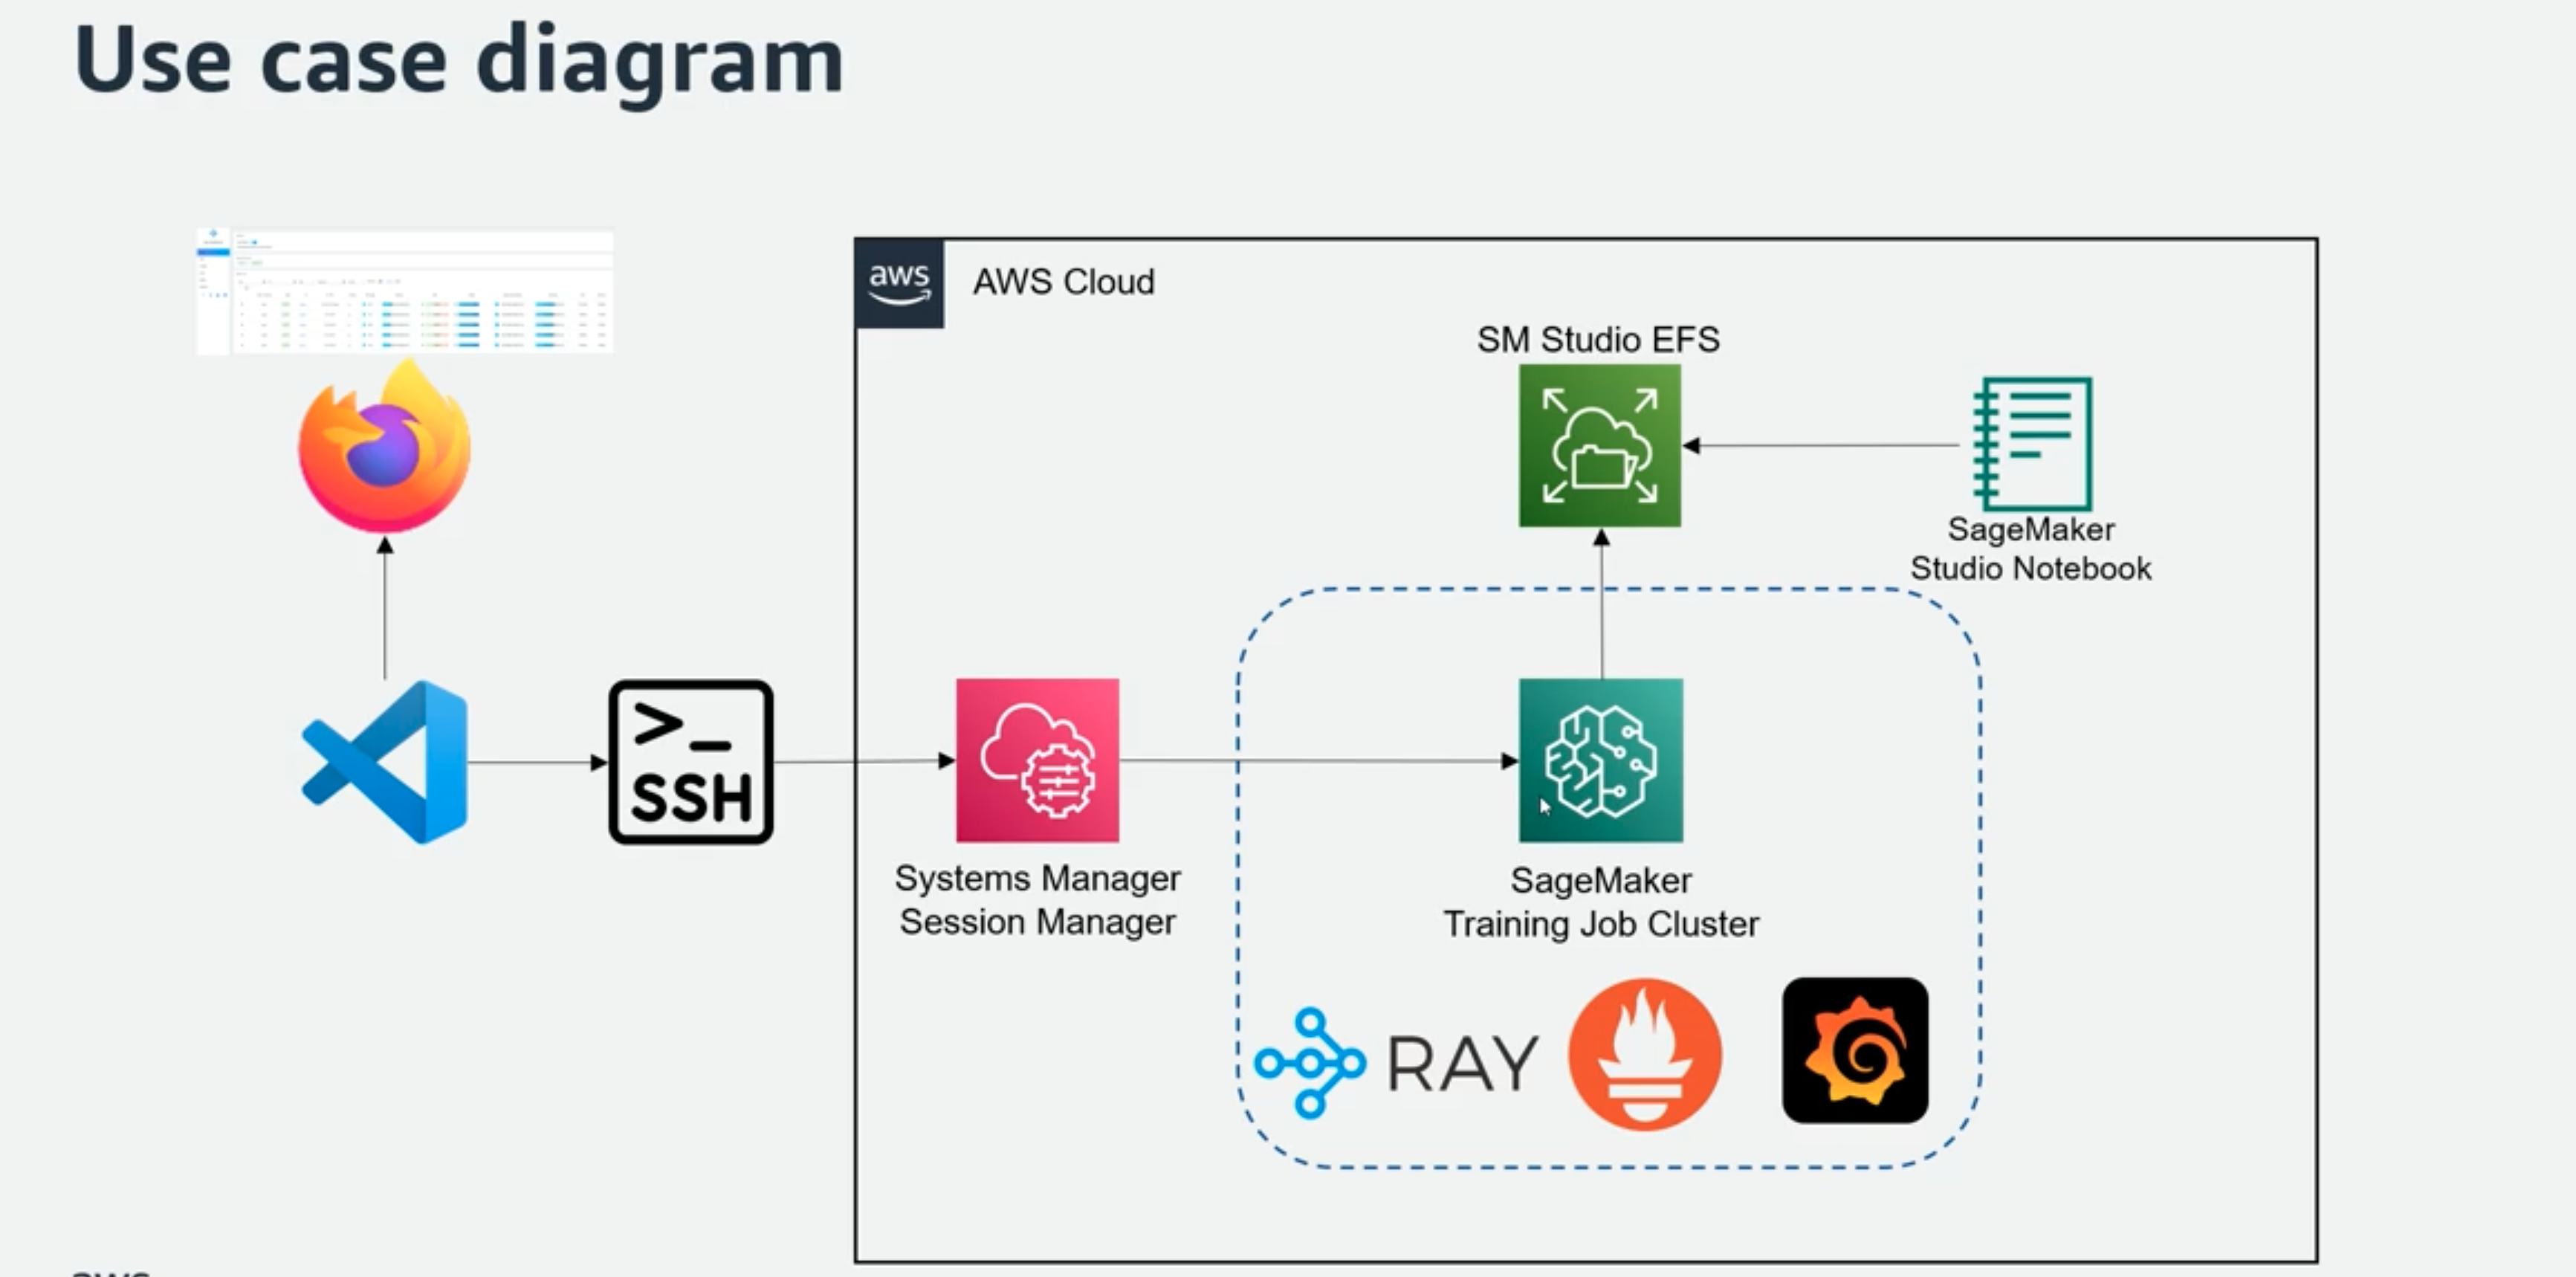 Use case diagram
aws
AWS Cloud
SM Studio EFS
SageMaker
Studio Notebook
>_
SSH
Systems Manager
Session Manager
SageMaker
Training Job Cluster
RAY
aws